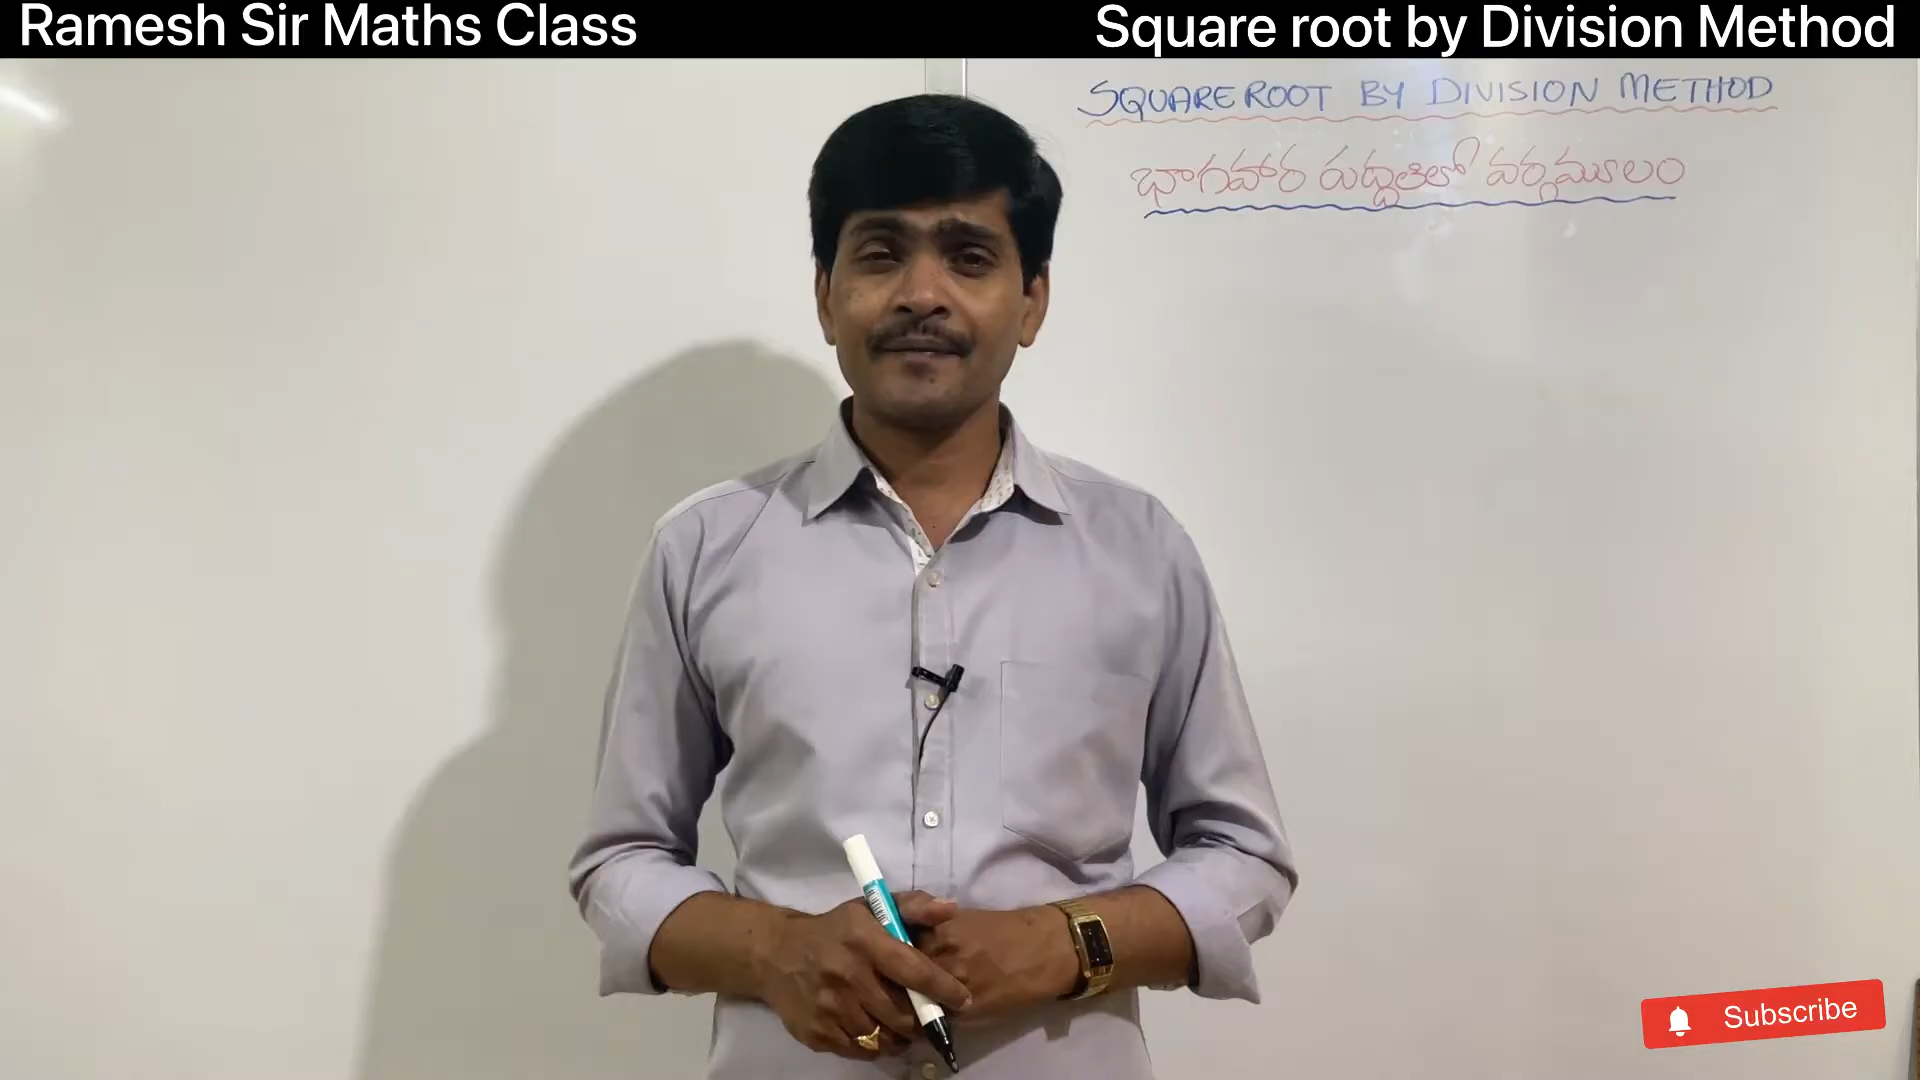 Ramesh Sir Maths Class
Square root by Division Method
SQUARE ROOT BY DIVISION METHOD
భాగహార పద్ధతిలో వర్గమూలం
Subscribe